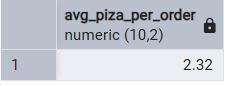 avg_piza_per_order
numeric (10,2)
1 2.32